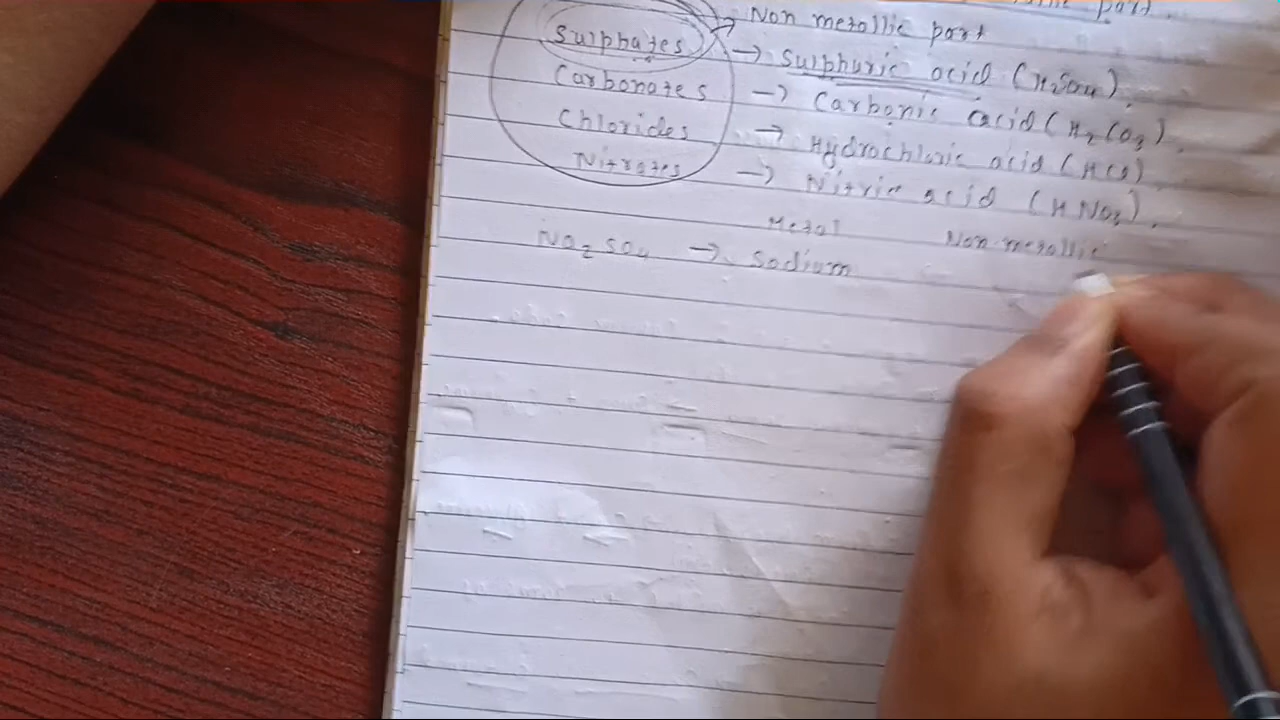 part.
Non metallic part
Sulphates → Sulphuric acid (H2SO4).
Carbonates → Carbonic acid (H2CO3).
Chlorides → Hydrochloric acid (HCl)
Nitrates → Nitric acid (HNO3).
Metal Non-metallic
Na2SO4 → Sodium